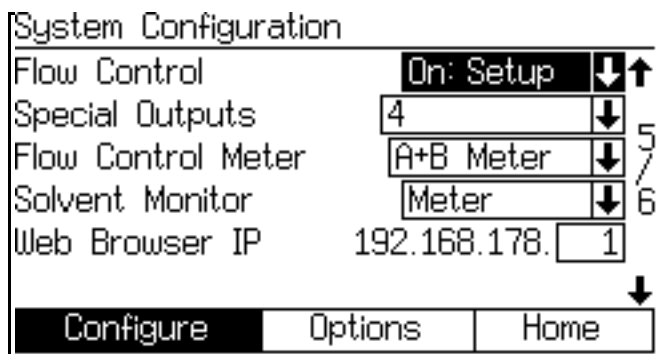 System Configuration
Flow Control On: Setup
Special Outputs 4
Flow Control Meter A+B Meter
Solvent Monitor Meter
Web Browser IP 192.168.178. 1
5/6
Configure Options Home